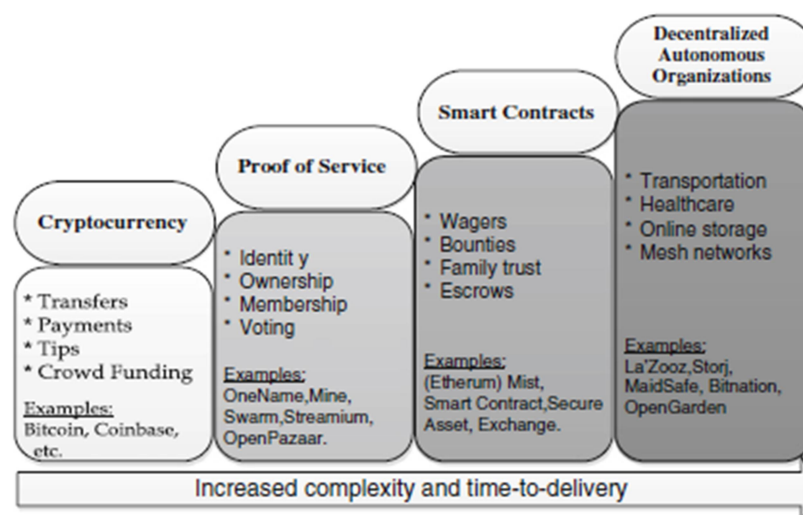 Cryptocurrency
* Transfers
* Payments
* Tips
* Crowd Funding
Examples:
Bitcoin, Coinbase,
etc.
Proof of Service
* Identit y
* Ownership
* Membership
* Voting
Examples:
OneName,Mine,
Swarm,Streamium,
OpenPazaar.
Smart Contracts
* Wagers
* Bounties
* Family trust
* Escrows
Examples:
(Etherum) Mist,
Smart Contract,Secure
Asset, Exchange.
Decentralized
Autonomous
Organizations
* Transportation
* Healthcare
* Online storage
* Mesh networks
Examples:
La'Zooz,Storj,
MaidSafe, Bitnation,
OpenGarden
Increased complexity and time-to-delivery